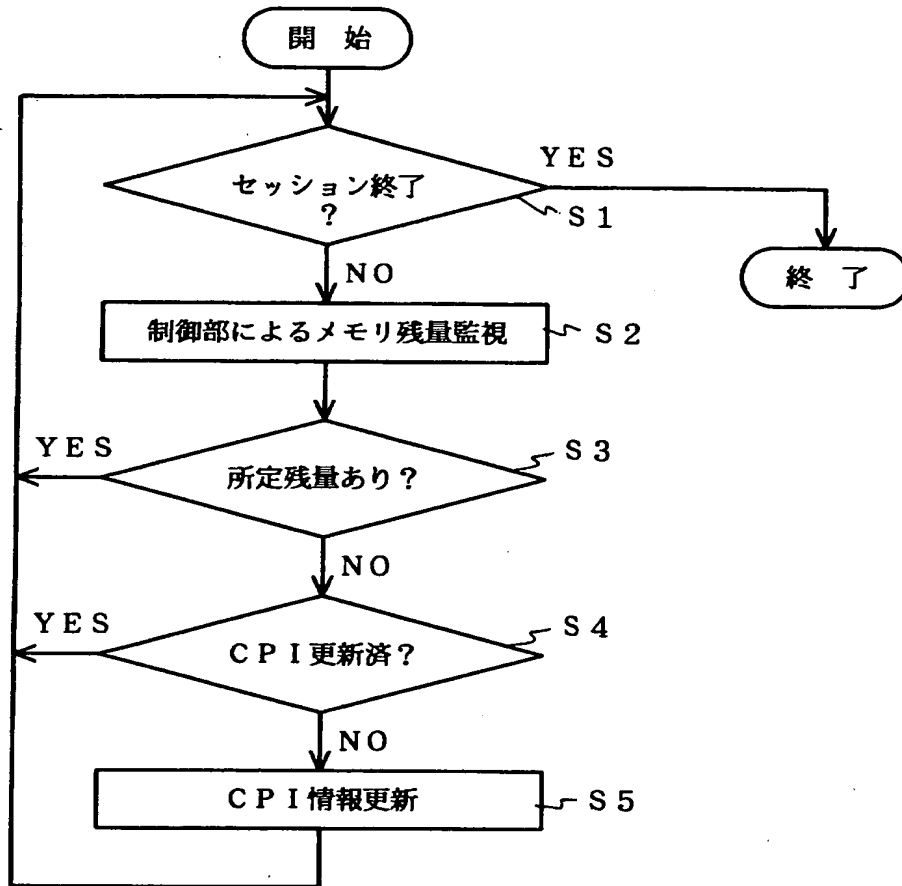 開 始
セッション終了
?
YES
S1
NO
終 了
制御部によるメモリ残量監視
S2
所定残量あり?
YES
S3
NO
CPI更新済?
YES
S4
NO
CPI情報更新
S5